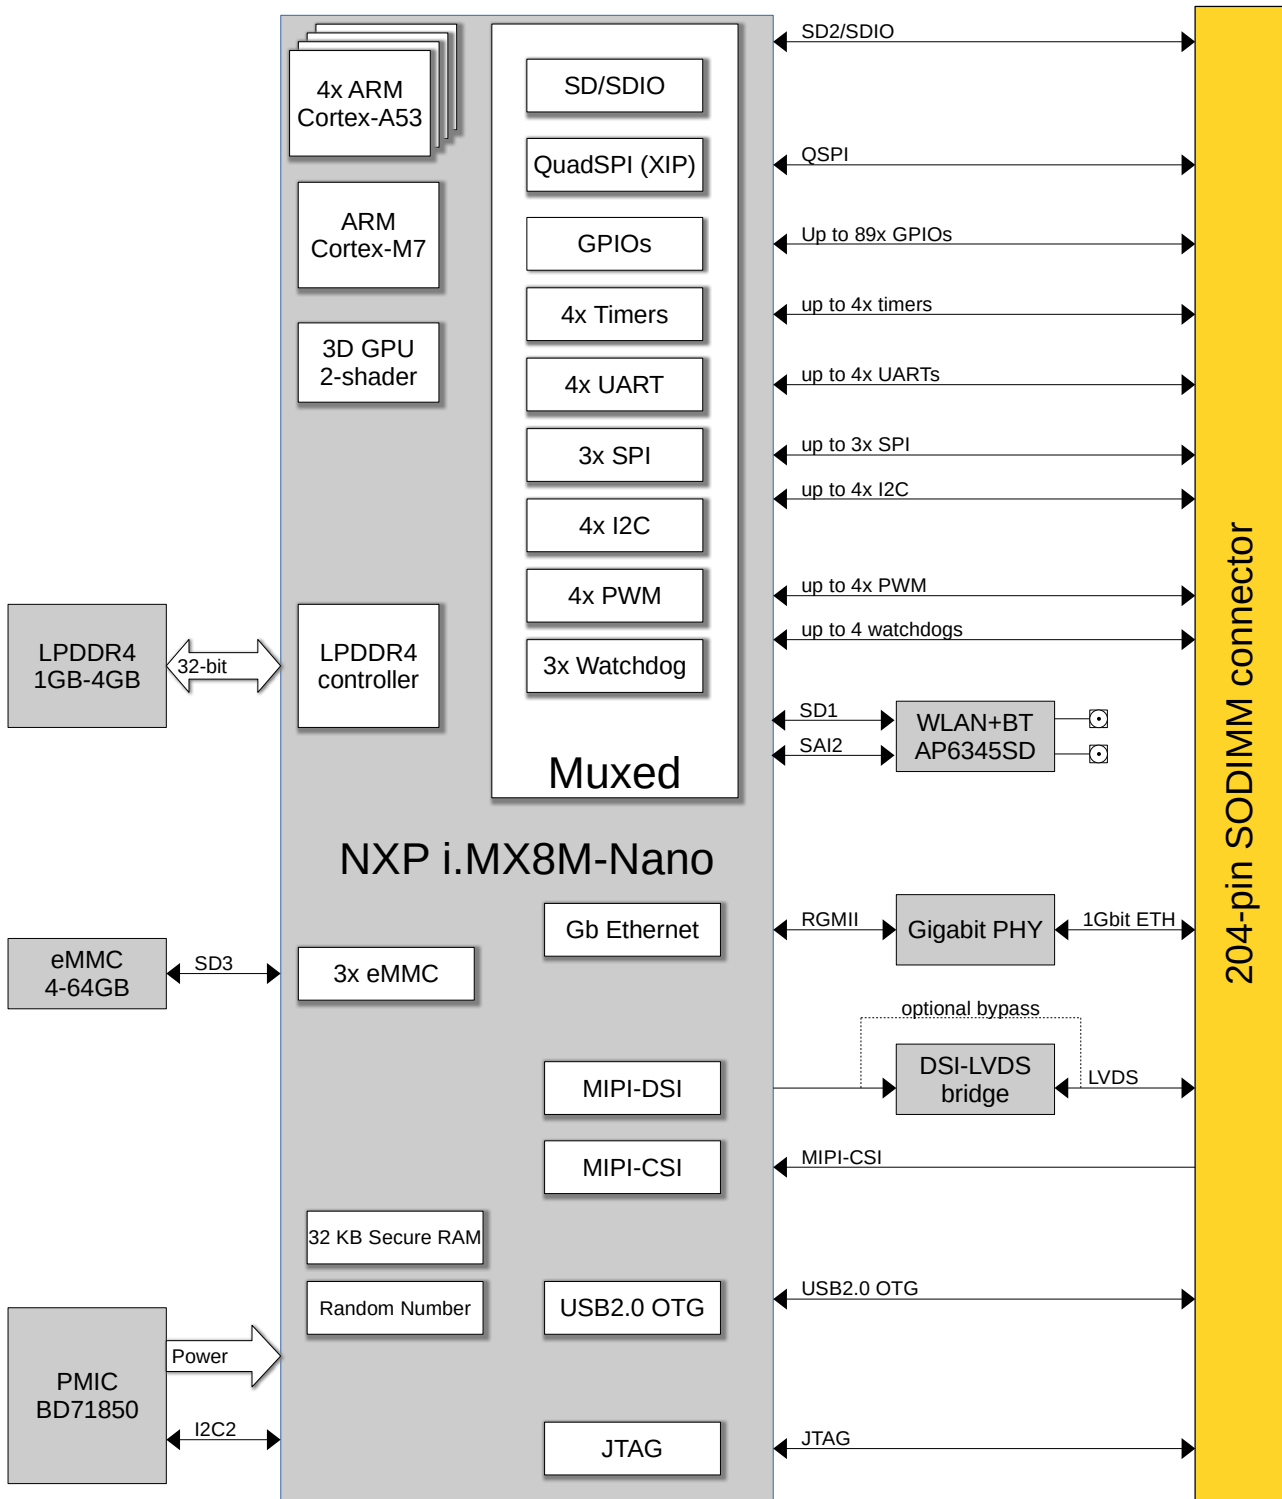 SD2/SDIO
4x ARM
Cortex-A53
SD/SDIO
QuadSPI (XIP)
QSPI
ARM
Cortex-M7
GPIOs
Up to 89x GPIOs
4x Timers
up to 4x timers
3D GPU
2-shader
4x UART
up to 4x UARTs
3x SPI
up to 3x SPI
up to 4x I2C
4x I2C
4x PWM
up to 4x PWM
up to 4 watchdogs
LPDDR4
1GB-4GB
32-bit
LPDDR4
controller
3x Watchdog
SD1
SAI2
WLAN+BT
AP6345SD
Muxed
204-pin SODIMM connector
NXP i.MX8M-Nano
Gb Ethernet
RGMII
Gigabit PHY
1Gbit ETH
eMMC
4-64GB
SD3
3x eMMC
optional bypass
MIPI-DSI
DSI-LVDS
bridge
LVDS
MIPI-CSI
MIPI-CSI
32 KB Secure RAM
Random Number
USB2.0 OTG
USB2.0 OTG
PMIC
BD71850
Power
I2C2
JTAG
JTAG